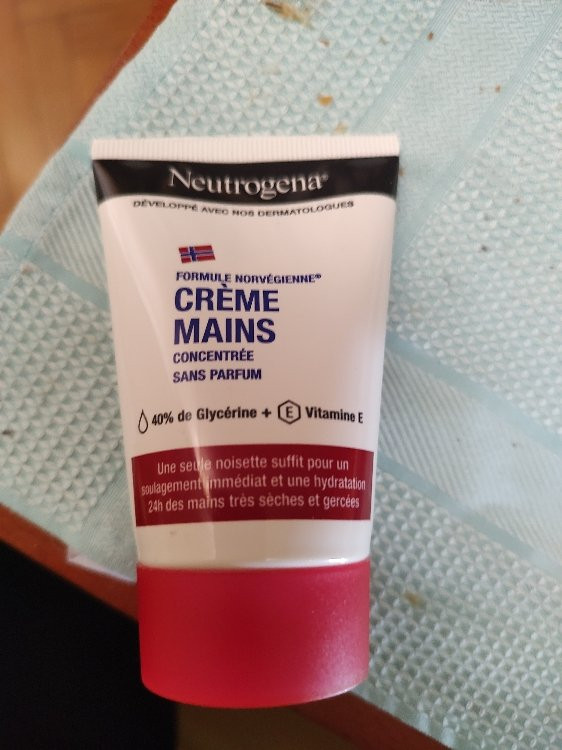 Neutrogena®
DÉVELOPPÉ AVEC NOS DERMATOLOGUES
FORMULE NORVÉGIENNE®
CRÈME
MAINS
CONCENTRÉE
SANS PARFUM
40% de Glycérine + E Vitamine E
Une seule noisette suffit pour un
soulagement immédiat et une hydratation
24h des mains très sèches et gercées